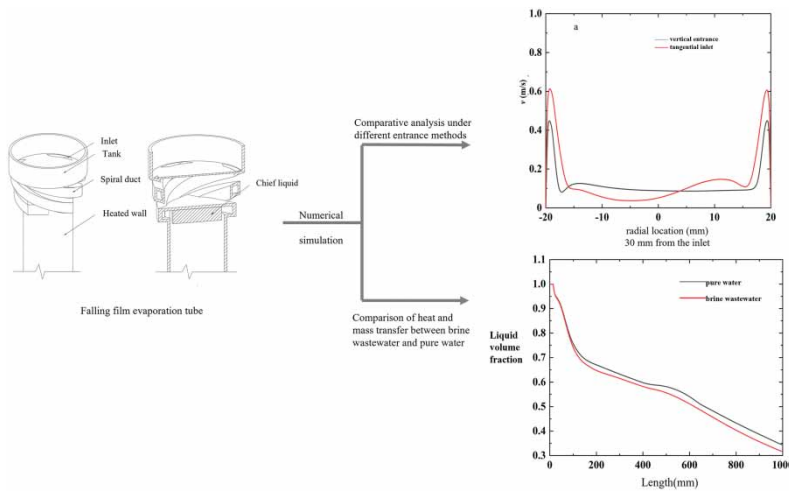 Inlet
Tank
Spiral duct
Heated wall
Chief liquid
Falling film evaporation tube
Numerical
simulation
Comparative analysis under
different entrance methods
Comparison of heat and
mass transfer between brine
wastewater and pure water
a
vertical entrance
tangential inlet
v (m/s)
1.0
0.8
0.6
0.4
0.2
0
-20
-10
0
10
20
radial location (mm)
30 mm from the inlet
pure water
brine wastewater
Liquid
volume
fraction
1.1
1.0
0.9
0.8
0.7
0.6
0.5
0.4
0.3
0
200
400
600
800
1000
Length(mm)